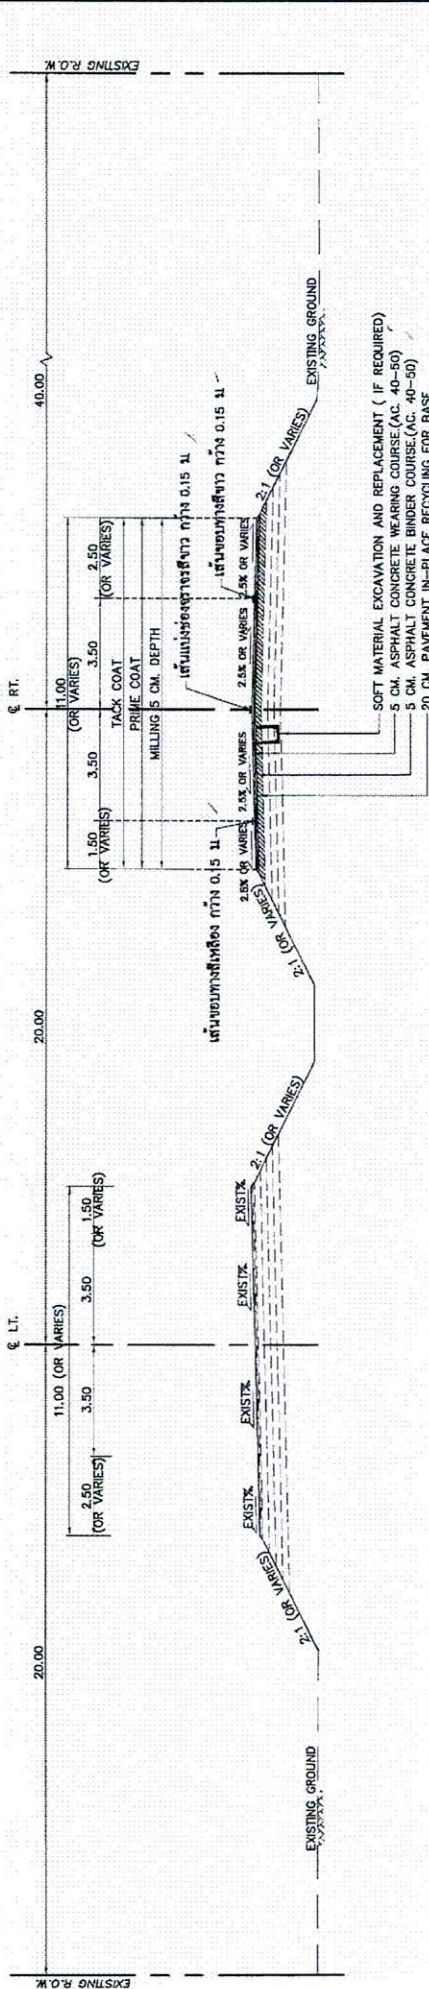 EXISTING R.O.W.
EXISTING R.O.W.
20.00
20.00
40.00
℄ LT.
℄ RT.
11.00 (OR VARIES)
2.50
(OR VARIES)
3.50
3.50
1.50
(OR VARIES)
11.00
(OR VARIES)
1.50
(OR VARIES)
3.50
3.50
2.50
(OR VARIES)
TACK COAT
PRIME COAT
MILLING 5 CM. DEPTH
เส้นขอบทางสีเหลือง กว้าง 0.15 ม
เส้นแบ่งช่องจราจรสีขาว กว้าง 0.15 ม
เส้นขอบทางสีขาว กว้าง 0.15 ม
EXIST%
EXIST%
EXIST%
EXIST%
2.5% OR VARIES
2.5% OR VARIES
2.5% OR VARIES
2.5% OR VARIES
2:1 (OR VARIES)
2:1 (OR VARIES)
2:1 (OR VARIES)
2:1 (OR VARIES)
EXISTING GROUND
EXISTING GROUND
SOFT MATERIAL EXCAVATION AND REPLACEMENT ( IF REQUIRED)
5 CM. ASPHALT CONCRETE WEARING COURSE.(AC. 40-50)
5 CM. ASPHALT CONCRETE BINDER COURSE.(AC. 40-50)
20 CM. PAVEMENT IN-PLACE RECYCLING FOR BASE